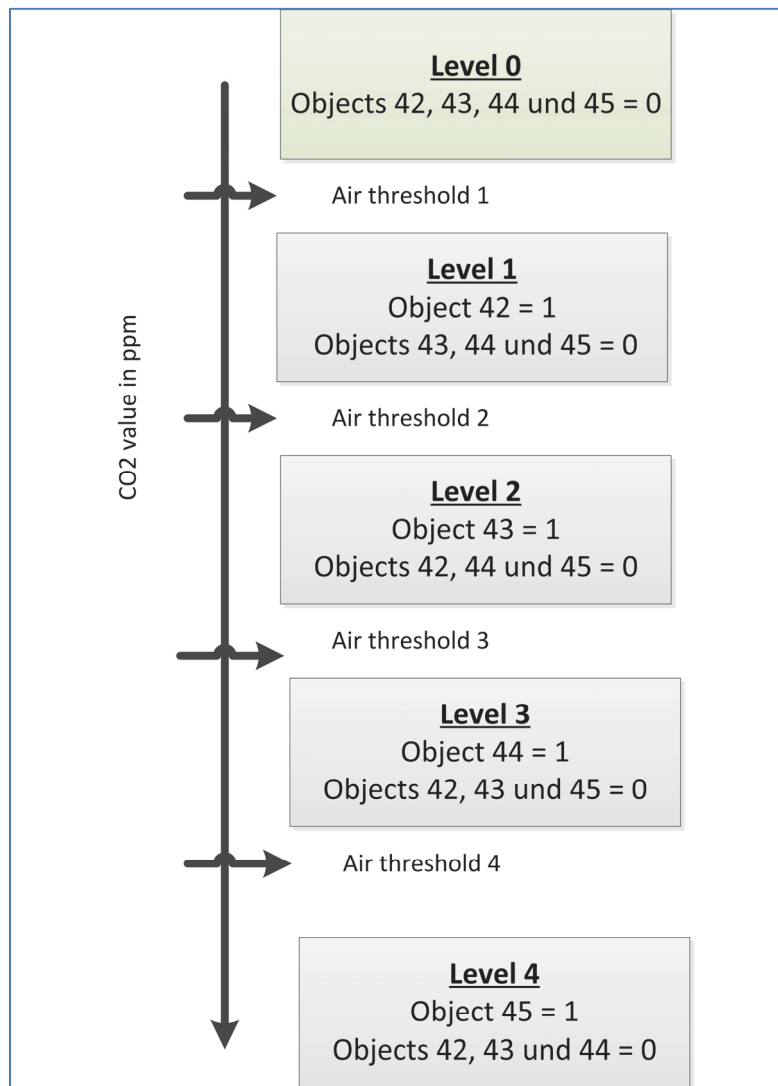 Level 0
Objects 42, 43, 44 und 45 = 0
Air threshold 1
Level 1
Object 42 = 1
Objects 43, 44 und 45 = 0
CO2 value in ppm
Air threshold 2
Level 2
Object 43 = 1
Objects 42, 44 und 45 = 0
Air threshold 3
Level 3
Object 44 = 1
Objects 42, 43 und 45 = 0
Air threshold 4
Level 4
Object 45 = 1
Objects 42, 43 und 44 = 0